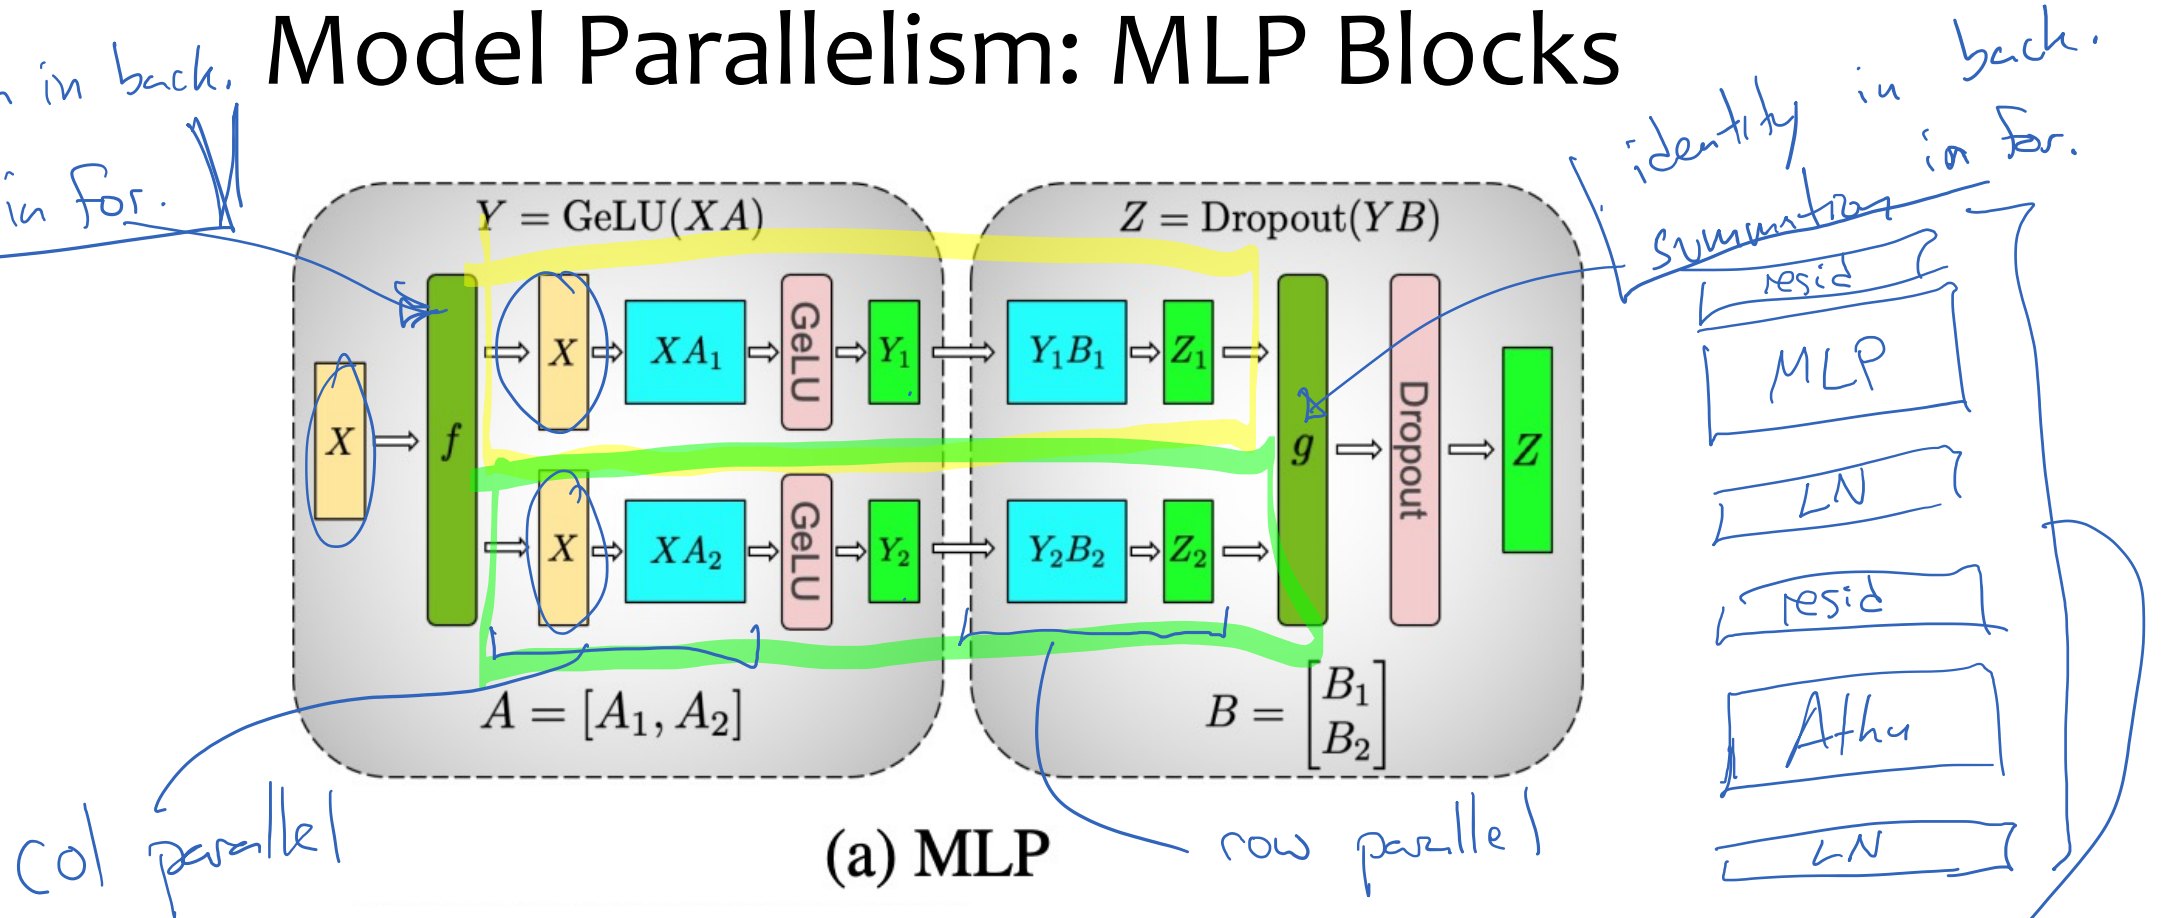 Model Parallelism: MLP Blocks
in back.
in for.
identity in back.
summation in for.
Y = GeLU(XA)
Z = Dropout(YB)
X
f
X
XA₁
GeLU
Y₁
Y₁B₁
Z₁
X
XA₂
GeLU
Y₂
Y₂B₂
Z₂
g
Dropout
Z
A = [A₁, A₂]
B = [B₁
B₂]
col parallel
row parallel
(a) MLP
resid
MLP
LN
resid
LN